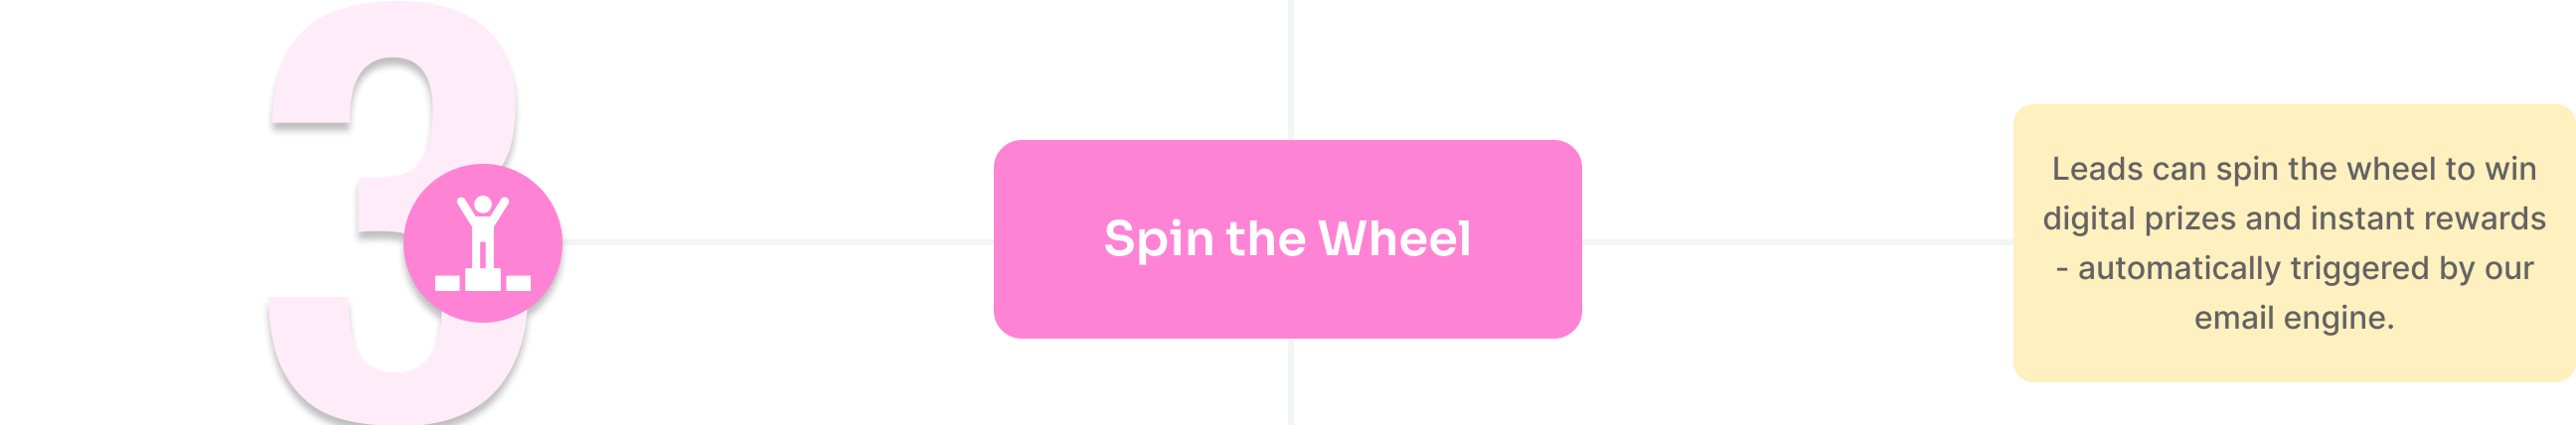 3
Spin the Wheel
Leads can spin the wheel to win
digital prizes and instant rewards
- automatically triggered by our
email engine.